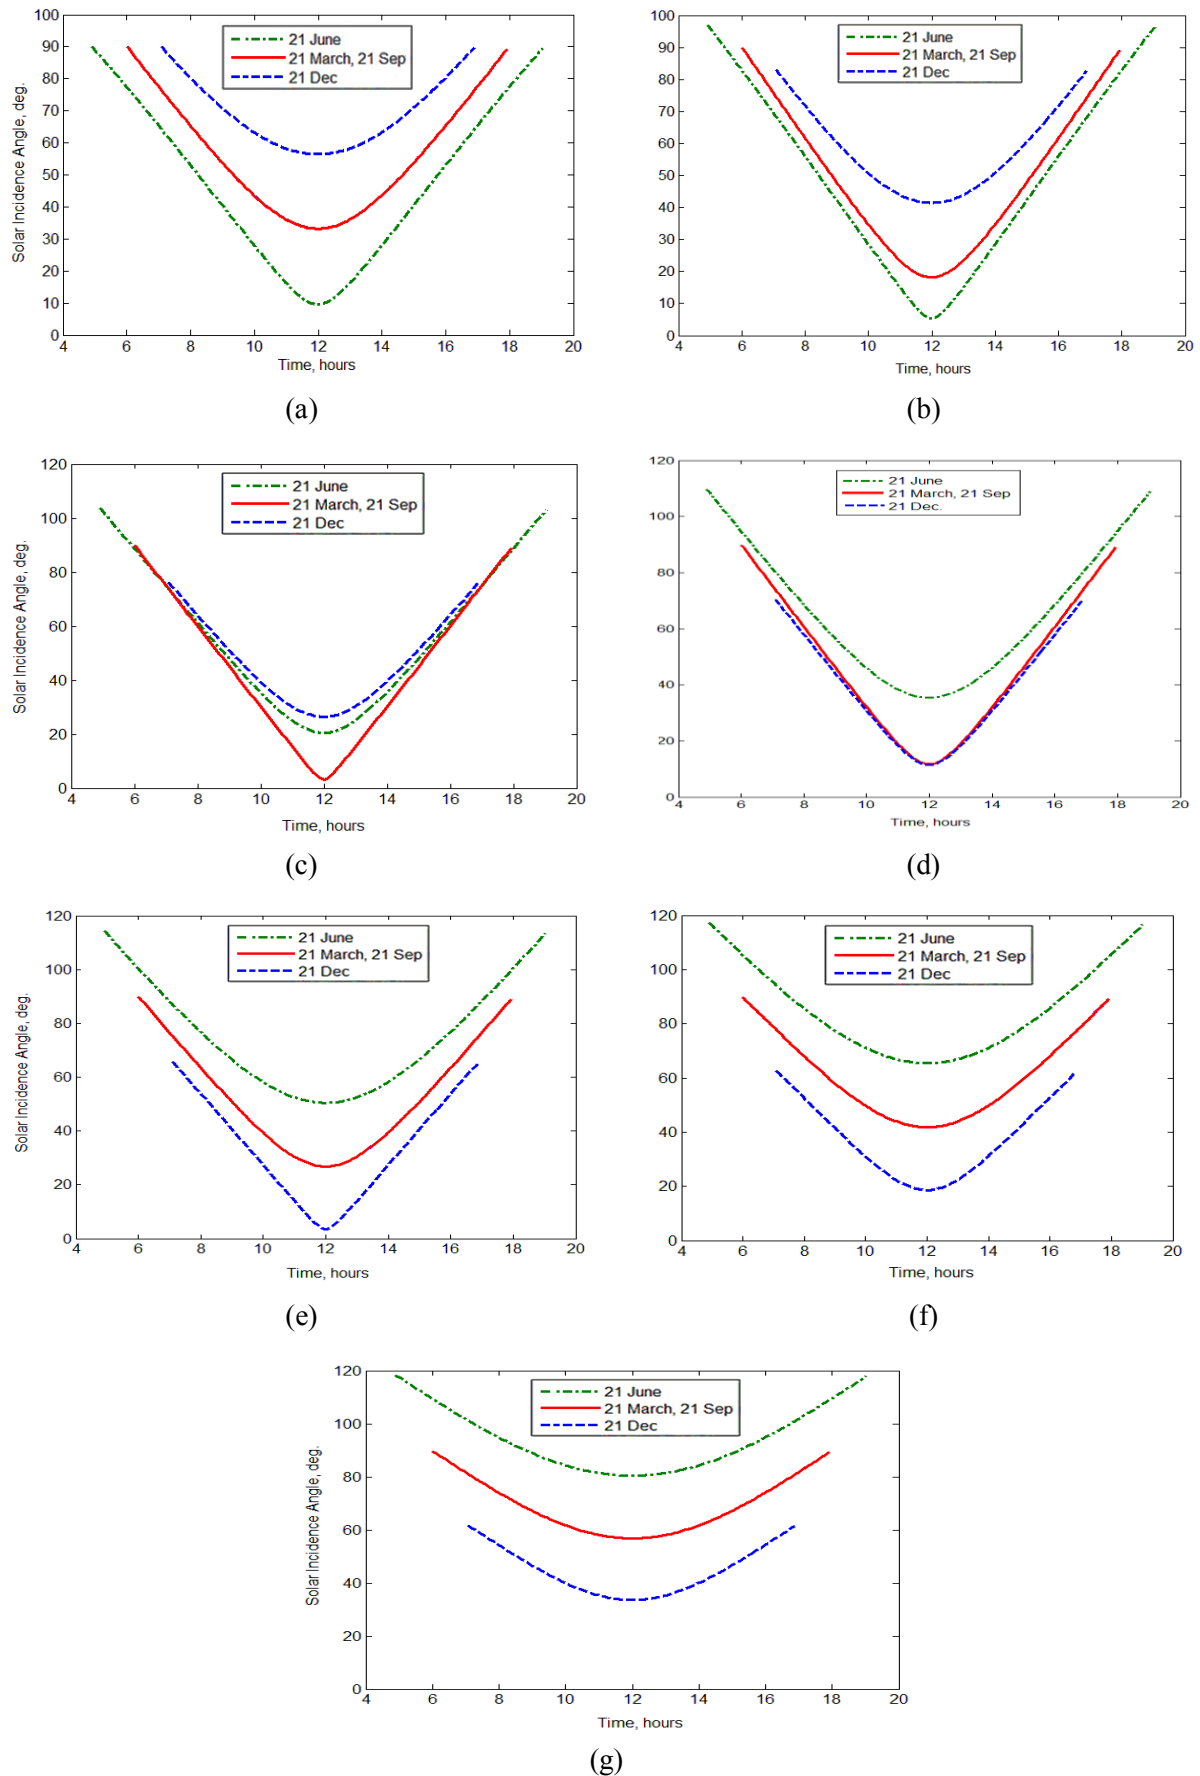 100
90
80
70
60
50
40
30
20
10
0
Solar Incidence Angle, deg.
21 June
21 March, 21 Sep
21 Dec
4 6 8 10 12 14 16 18 20
Time, hours
(a)
100
90
80
70
60
50
40
30
20
10
0
21 June
21 March, 21 Sep
21 Dec
4 6 8 10 12 14 16 18 20
Time, hours
(b)
120
100
80
60
40
20
0
Solar Incidence Angle, deg.
21 June
21 March, 21 Sep
21 Dec
4 6 8 10 12 14 16 18 20
Time, hours
(c)
120
100
80
60
40
20
0
21 June
21 March, 21 Sep
21 Dec.
4 6 8 10 12 14 16 18 20
Time, hours
(d)
120
100
80
60
40
20
0
Solar Incidence Angle, deg.
21 June
21 March, 21 Sep
21 Dec
4 6 8 10 12 14 16 18 20
Time, hours
(e)
120
100
80
60
40
20
0
21 June
21 March, 21 Sep
21 Dec
4 6 8 10 12 14 16 18 20
Time, hours
(f)
120
100
80
60
40
20
0
Solar Incidence Angle, deg.
21 June
21 March, 21 Sep
21 Dec
4 6 8 10 12 14 16 18 20
Time, hours
(g)